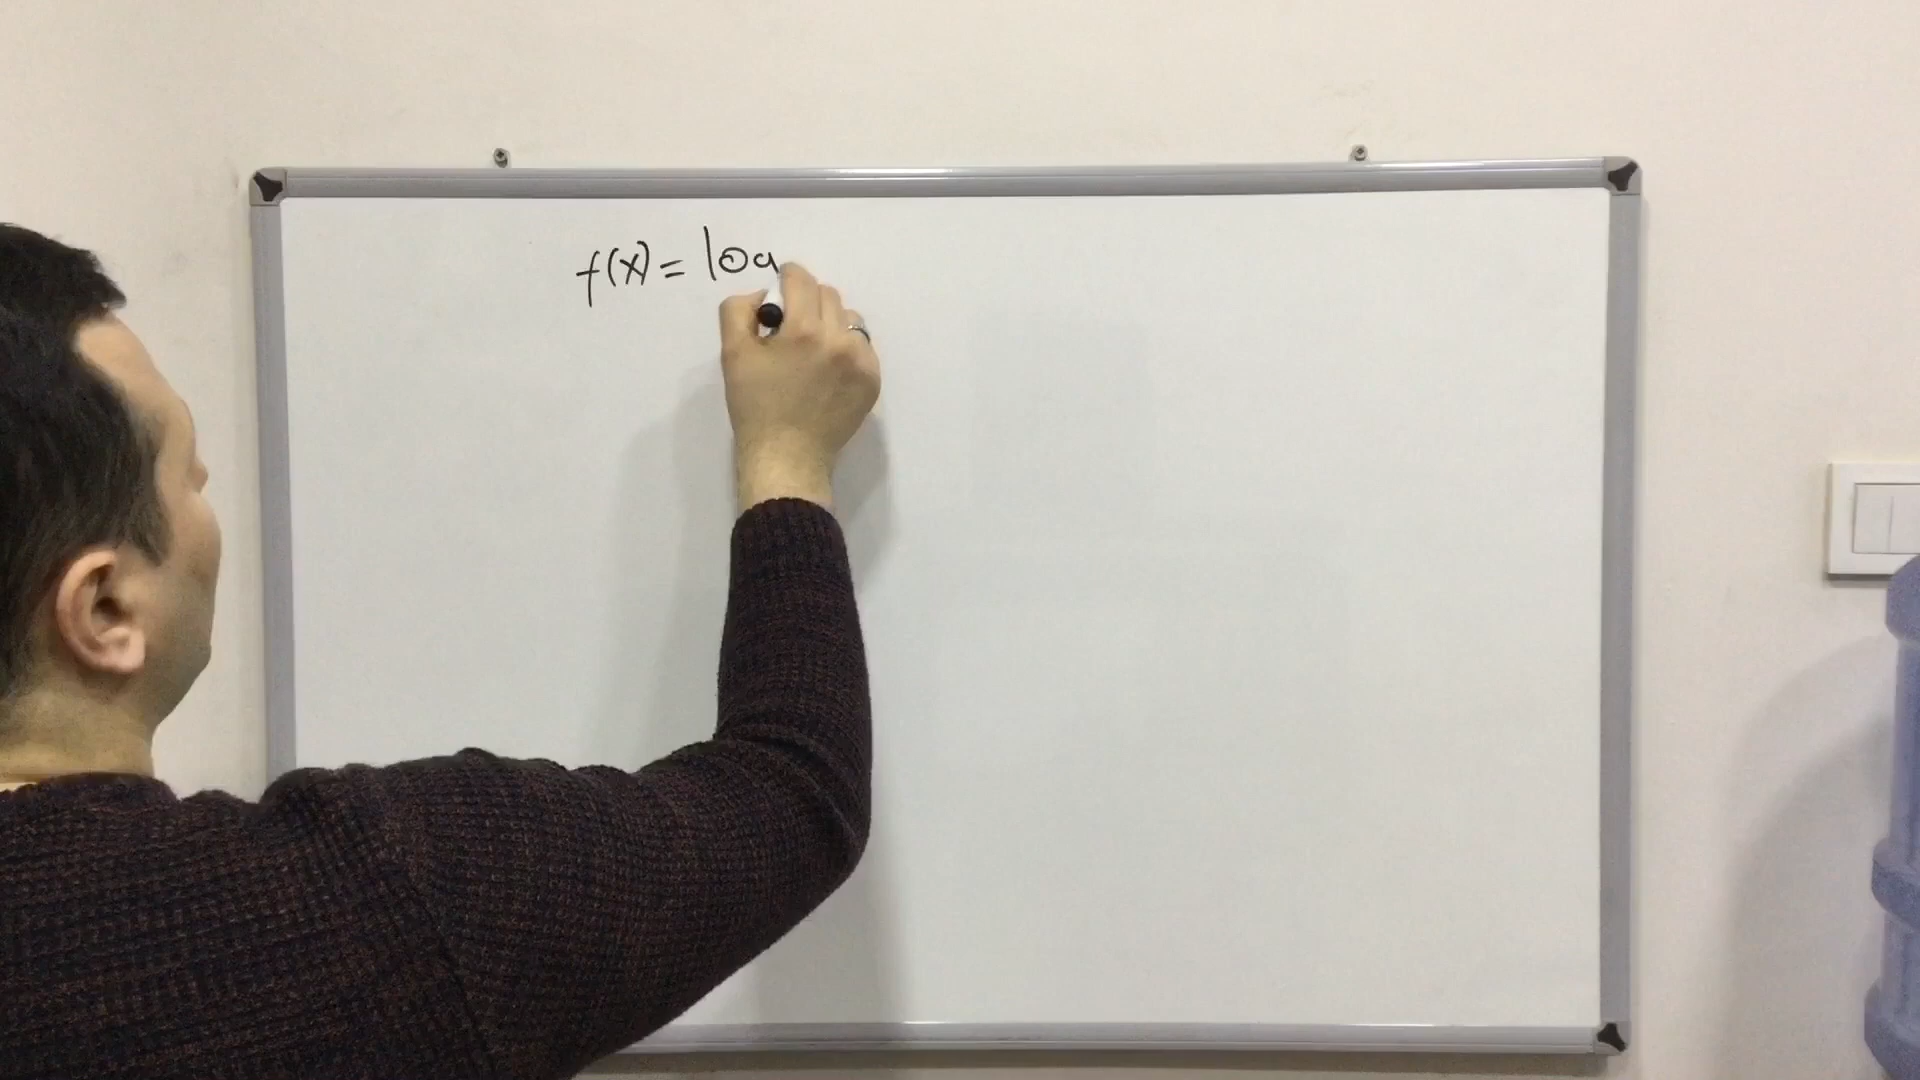 f(x) = log